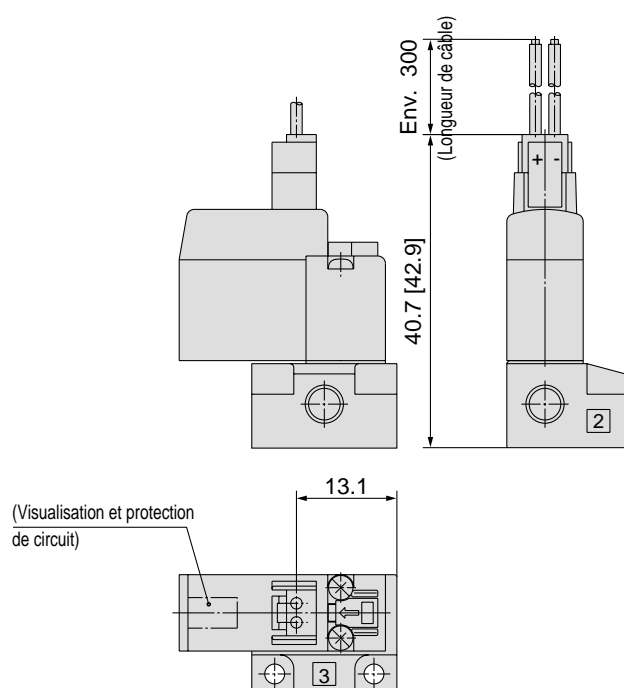 Env. 300
(Longueur de câble)
+ -
40.7 [42.9]
2
13.1
(Visualisation et protection
de circuit)
3